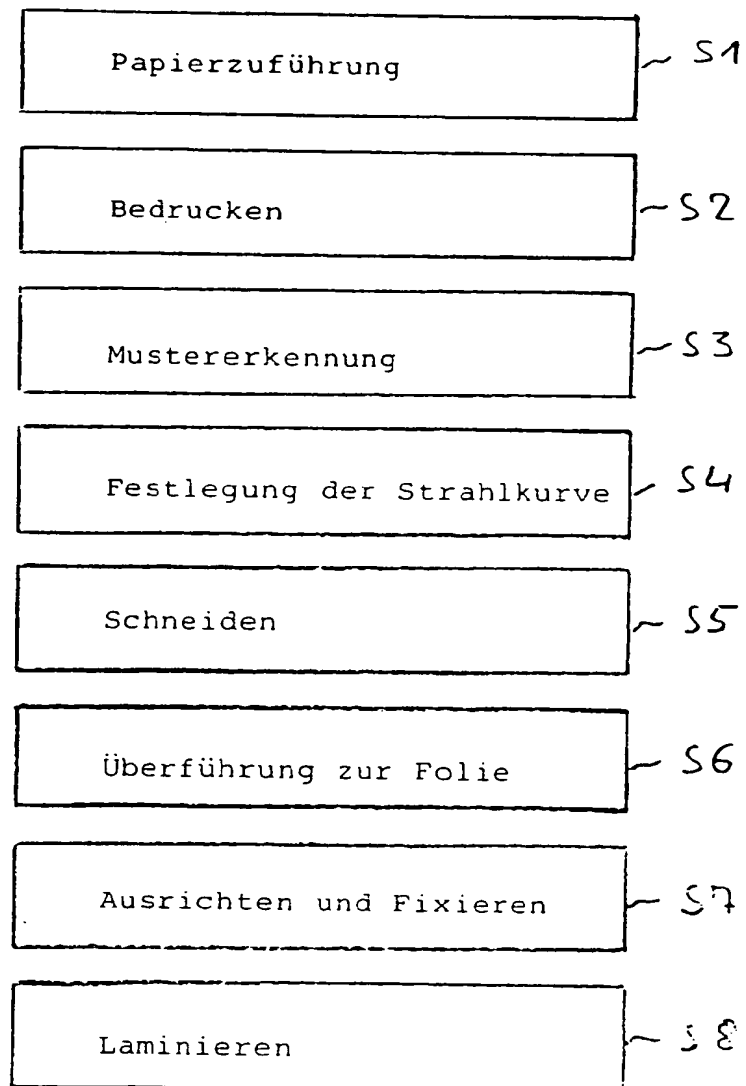 Papierzuführung S1
Bedrucken S2
Mustererkennung S3
Festlegung der Strahlkurve S4
Schneiden S5
Überführung zur Folie S6
Ausrichten und Fixieren S7
Laminieren S8